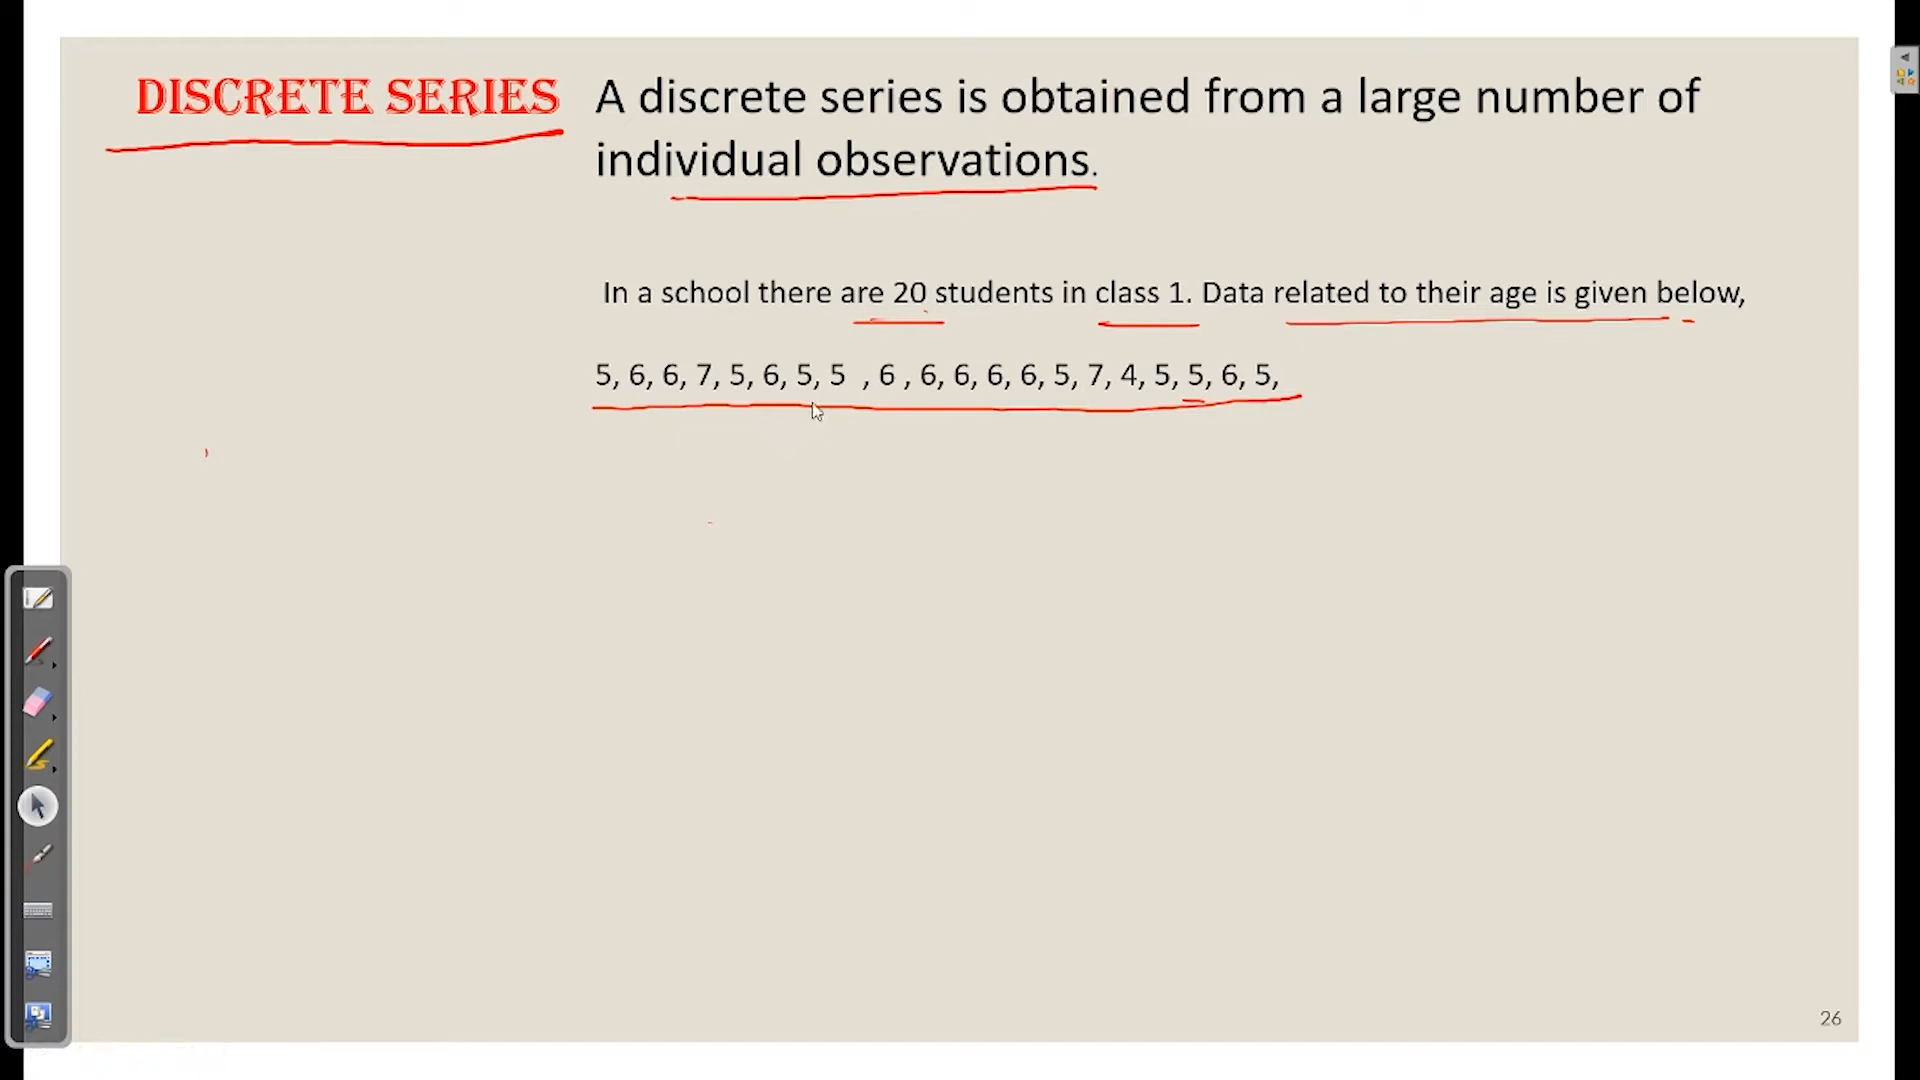 DISCRETE SERIES
A discrete series is obtained from a large number of
individual observations.
In a school there are 20 students in class 1. Data related to their age is given below,
5, 6, 6, 7, 5, 6, 5, 5 , 6 , 6, 6, 6, 6, 5, 7, 4, 5, 5, 6, 5,
26